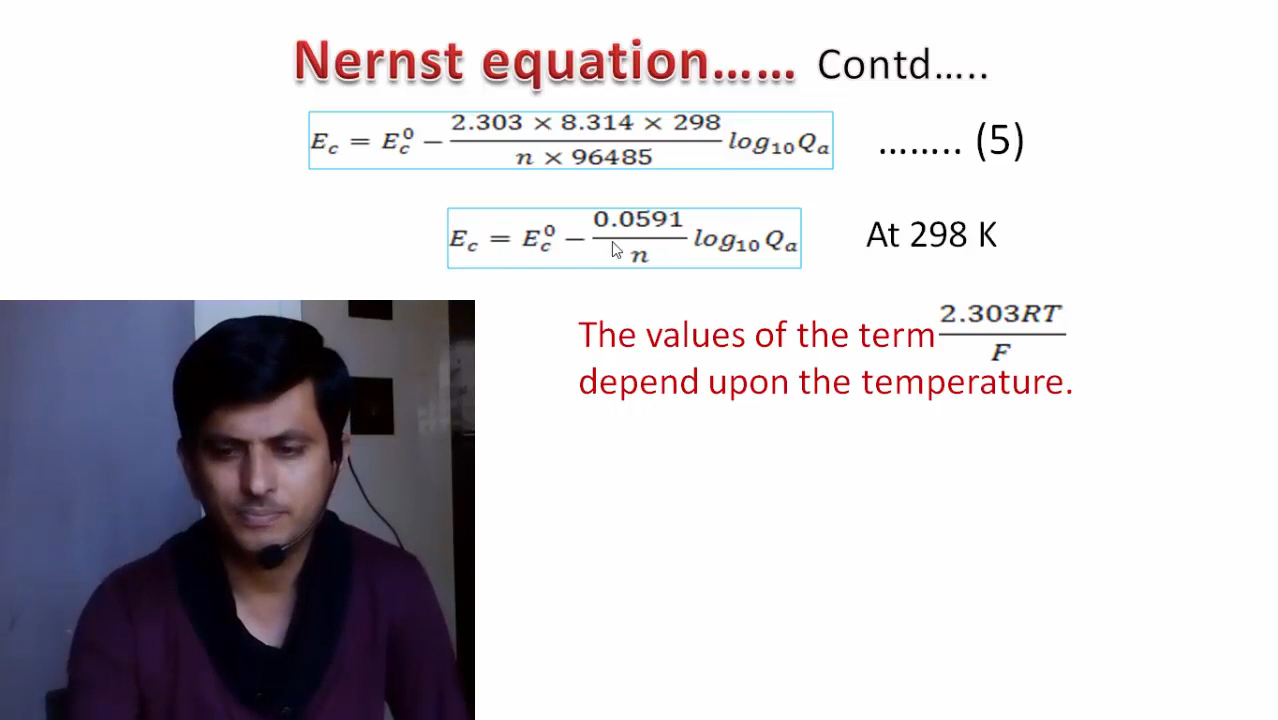 Nernst equation…… Contd…..
E_c = E_c^0 − (2.303 × 8.314 × 298)/(n × 96485) log₁₀Q_a …….. (5)
E_c = E_c^0 − (0.0591)/(n) log₁₀Q_a At 298 K
The values of the term (2.303RT)/(F)
depend upon the temperature.